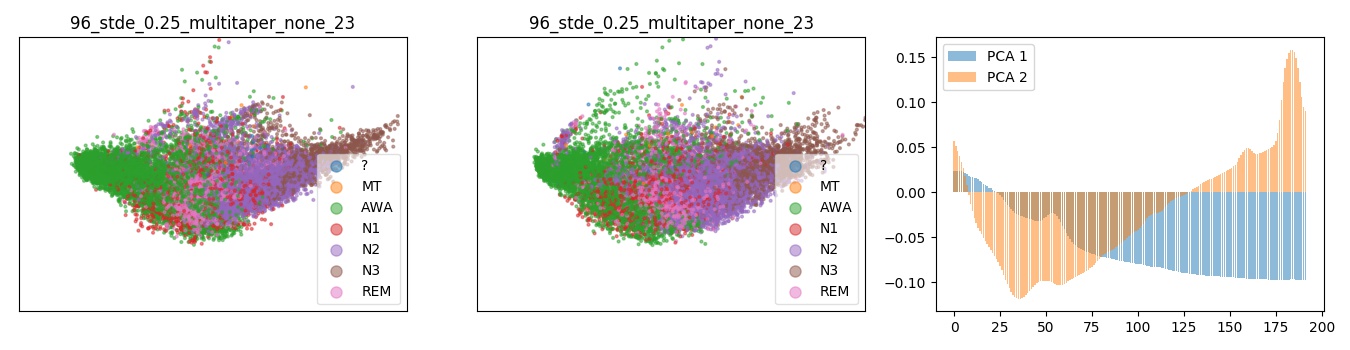 96_stde_0.25_multitaper_none_23
?
MT
AWA
N1
N2
N3
REM
96_stde_0.25_multitaper_none_23
?
MT
AWA
N1
N2
N3
REM
PCA 1
PCA 2
0.15
0.10
0.05
0.00
−0.05
−0.10
0 25 50 75 100 125 150 175 200